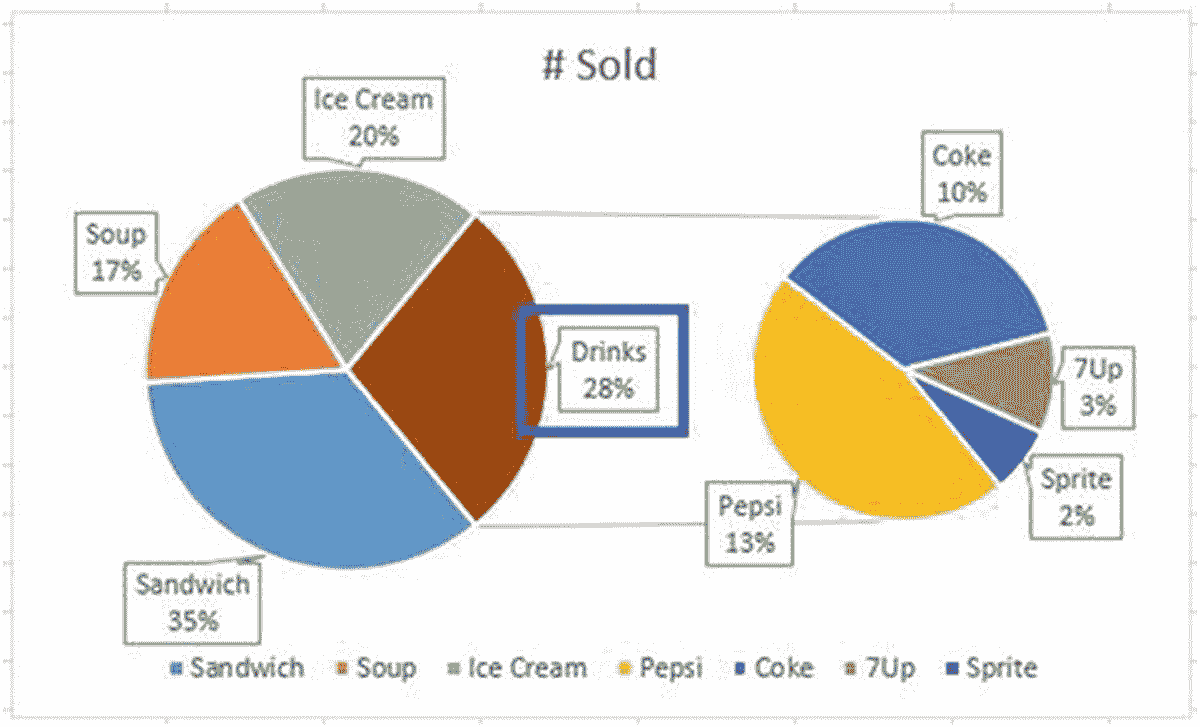 # Sold
Ice Cream
20%
Coke
10%
Soup
17%
Drinks
28%
7Up
3%
Sprite
2%
Pepsi
13%
Sandwich
35%
Sandwich Soup Ice Cream Pepsi Coke 7Up Sprite